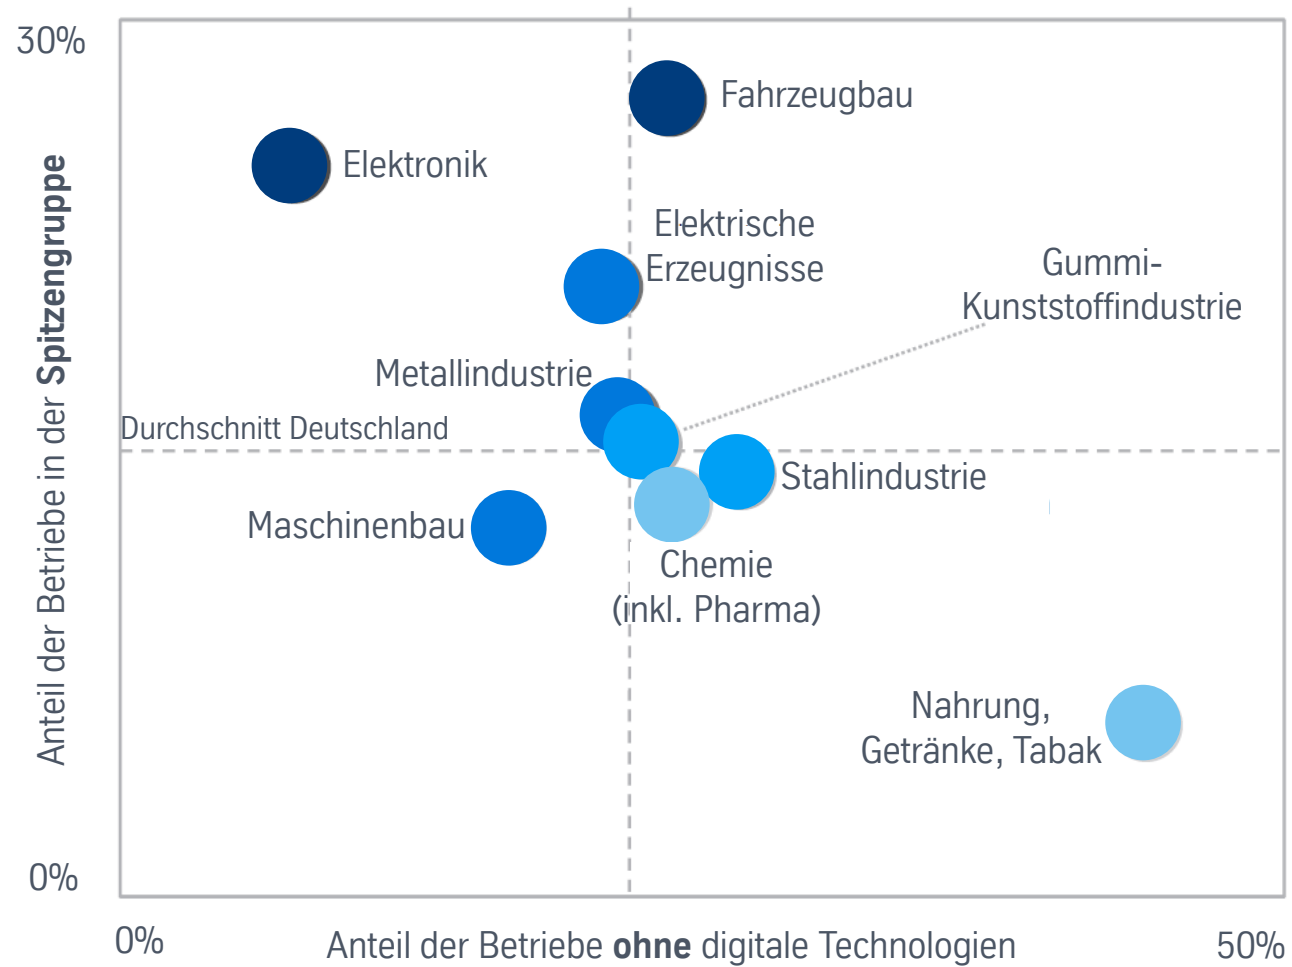 30%
Fahrzeugbau
Elektronik
Elektrische
Erzeugnisse
Gummi-
Kunststoffindustrie
Metallindustrie
Durchschnitt Deutschland
Stahlindustrie
Maschinenbau
Chemie
(inkl. Pharma)
Nahrung,
Getränke, Tabak
Anteil der Betriebe in der Spitzengruppe
0%
0%
Anteil der Betriebe ohne digitale Technologien
50%